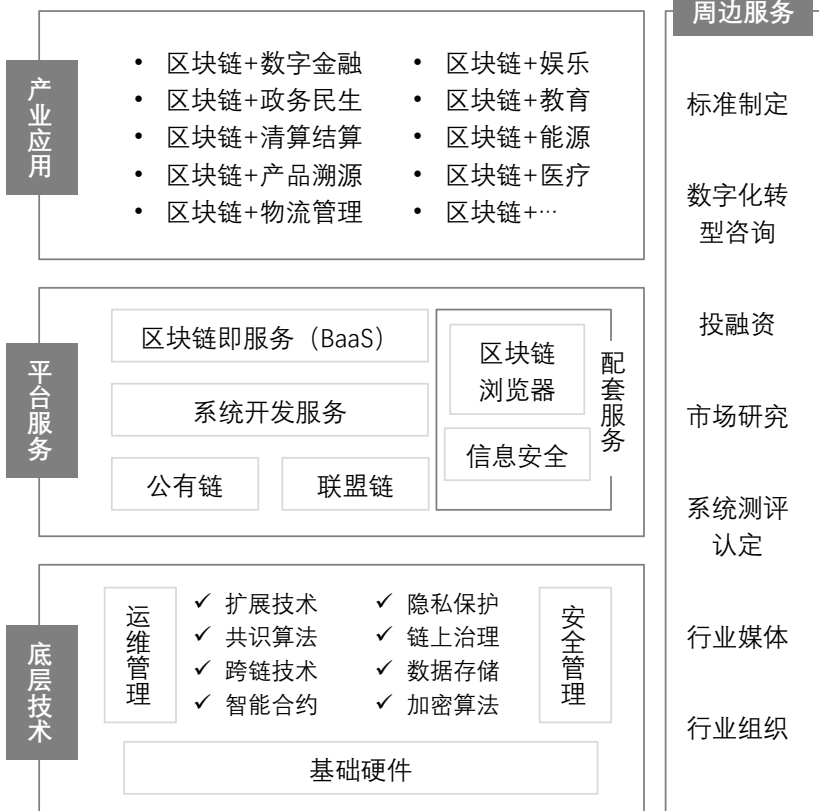 产业应用
• 区块链+数字金融
• 区块链+政务民生
• 区块链+清算结算
• 区块链+产品溯源
• 区块链+物流管理
• 区块链+娱乐
• 区块链+教育
• 区块链+能源
• 区块链+医疗
• 区块链+…
平台服务
区块链即服务（BaaS）
系统开发服务
公有链
联盟链
区块链
浏览器
信息安全
配套服务
底层技术
运维管理
✓ 扩展技术
✓ 共识算法
✓ 跨链技术
✓ 智能合约
✓ 隐私保护
✓ 链上治理
✓ 数据存储
✓ 加密算法
安全管理
基础硬件
周边服务
标准制定
数字化转
型咨询
投融资
市场研究
系统测评
认定
行业媒体
行业组织